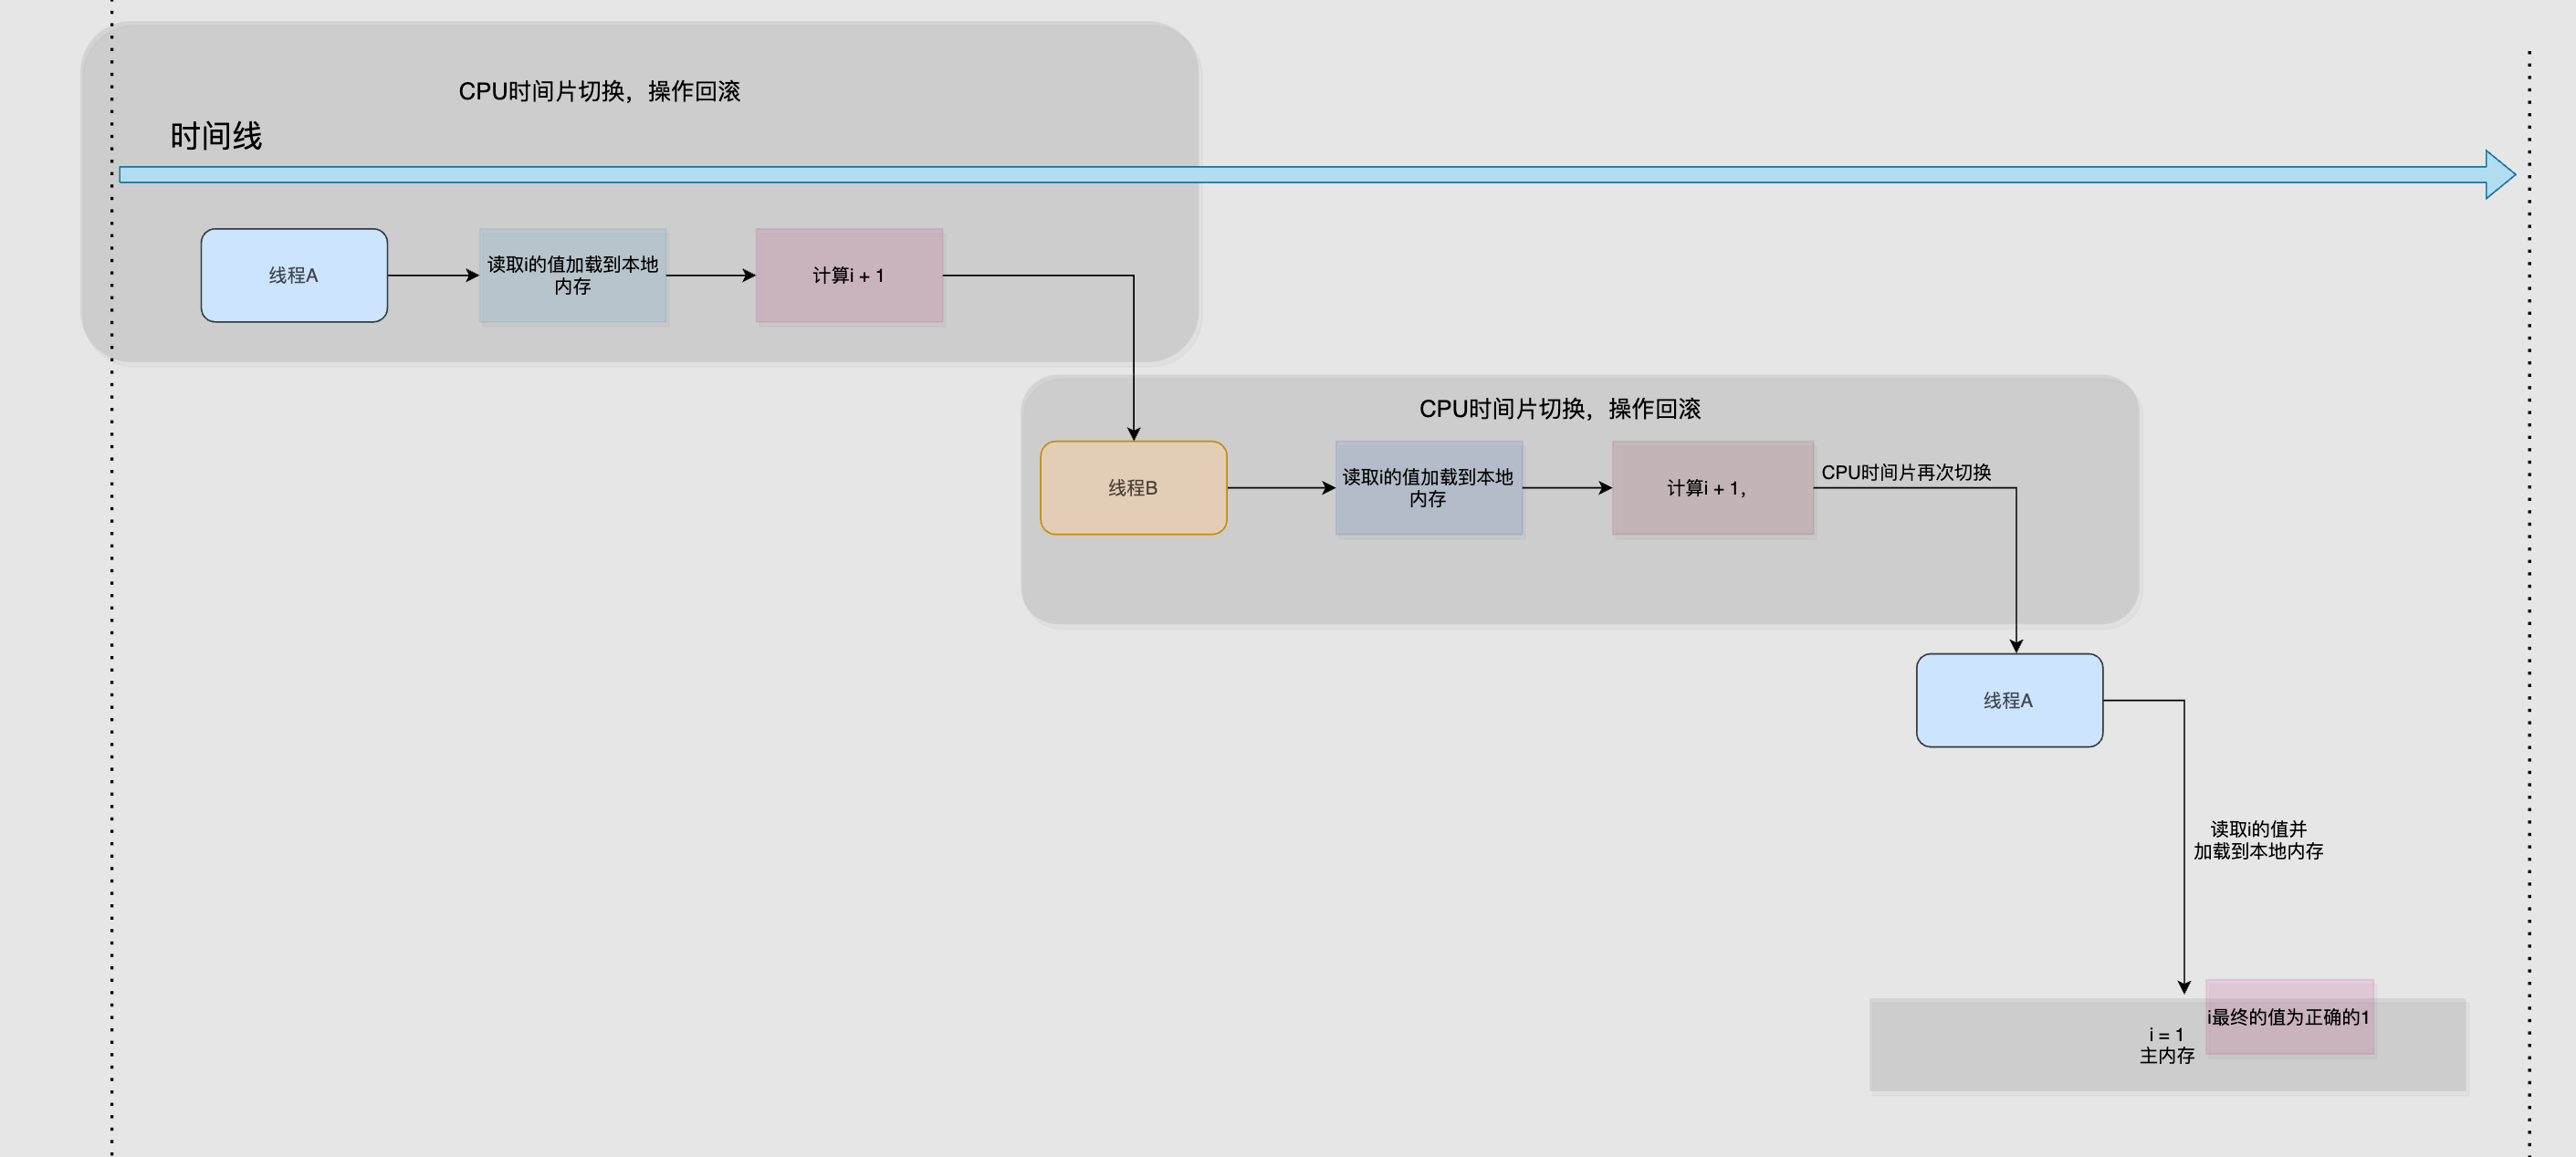 CPU时间片切换，操作回滚
时间线
线程A
读取i的值加载到本地
内存
计算i + 1
CPU时间片切换，操作回滚
线程B
读取i的值加载到本地
内存
计算i + 1,
CPU时间片再次切换
线程A
读取i的值并
加载到本地内存
i最终的值为正确的1
i = 1
主内存